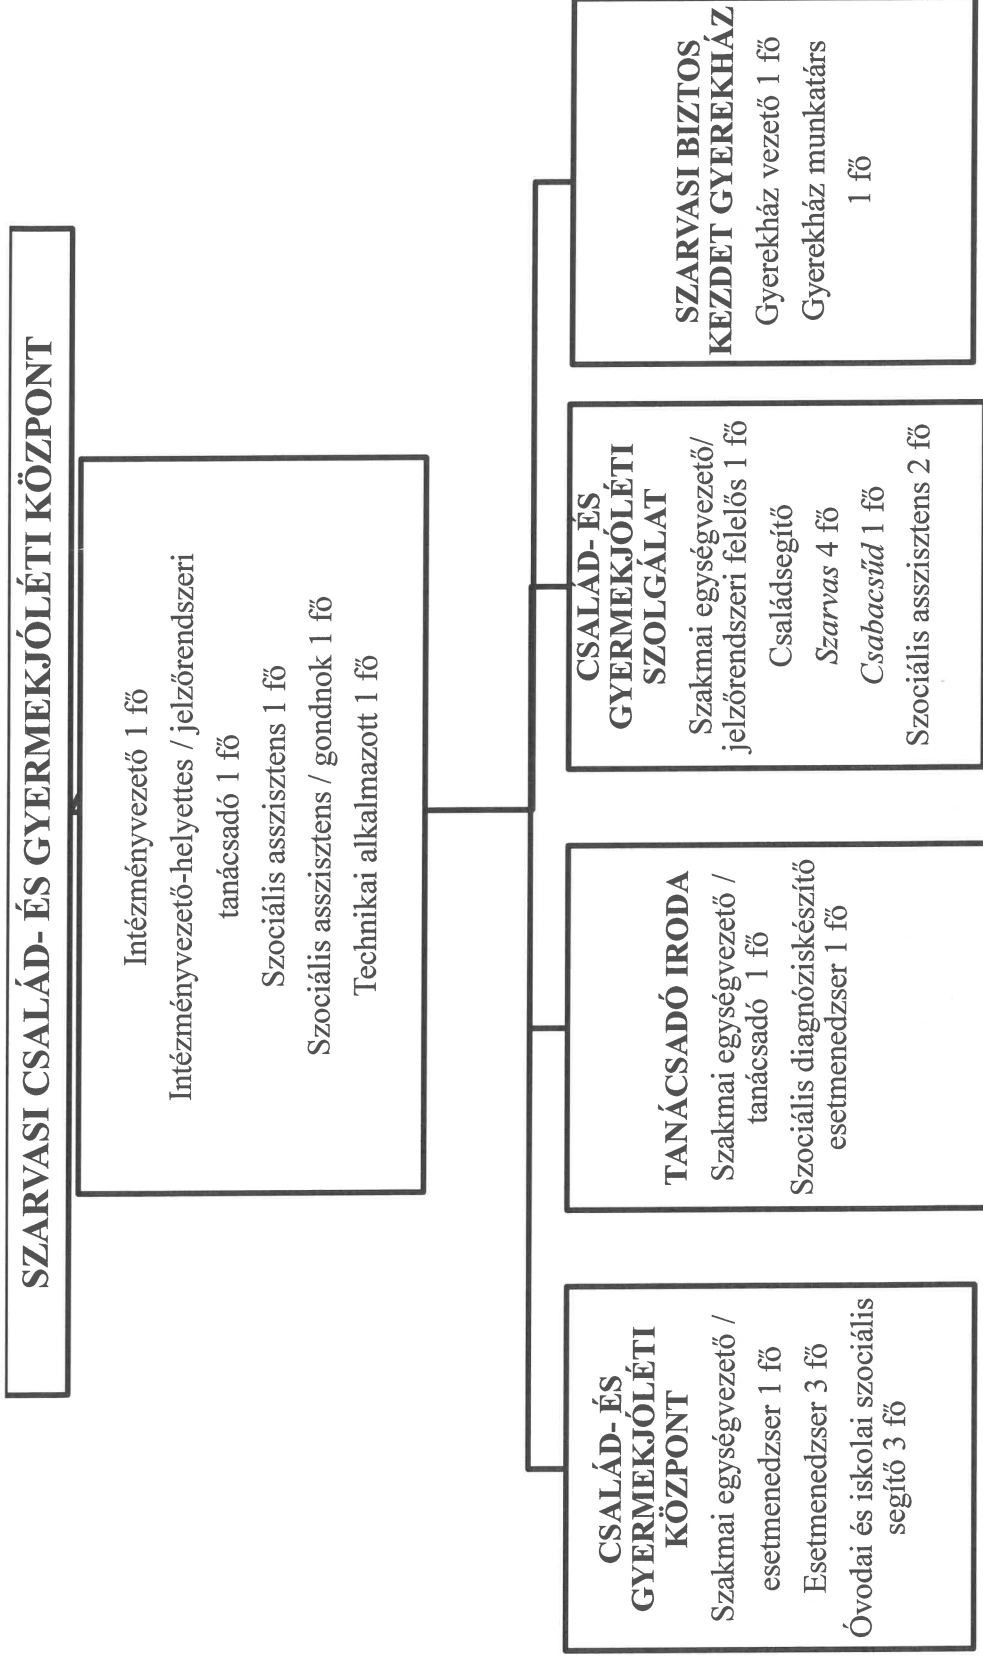 SZARVASI CSALÁD- ÉS GYERMEKJÓLÉTI KÖZPONT
Intézményvezető 1 fő
Intézményvezető-helyettes / jelzőrendszeri
tanácsadó 1 fő
Szociális asszisztens 1 fő
Szociális asszisztens / gondnok 1 fő
Technikai alkalmazott 1 fő
CSALÁD- ÉS
GYERMEKJÓLÉTI
KÖZPONT
Szakmai egységvezető /
esetmenedzser 1 fő
Esetmenedzser 3 fő
Óvodai és iskolai szociális
segítő 3 fő
TANÁCSADÓ IRODA
Szakmai egységvezető /
tanácsadó 1 fő
Szociális diagnóziskészítő
esetmenedzser 1 fő
CSALÁD- ÉS
GYERMEKJÓLÉTI
SZOLGÁLAT
Szakmai egységvezető/
jelzőrendszeri felelős 1 fő
Családsegítő
Szarvas 4 fő
Csabacsűd 1 fő
Szociális asszisztens 2 fő
SZARVASI BIZTOS
KEZDET GYEREKHÁZ
Gyerekház vezető 1 fő
Gyerekház munkatárs
1 fő